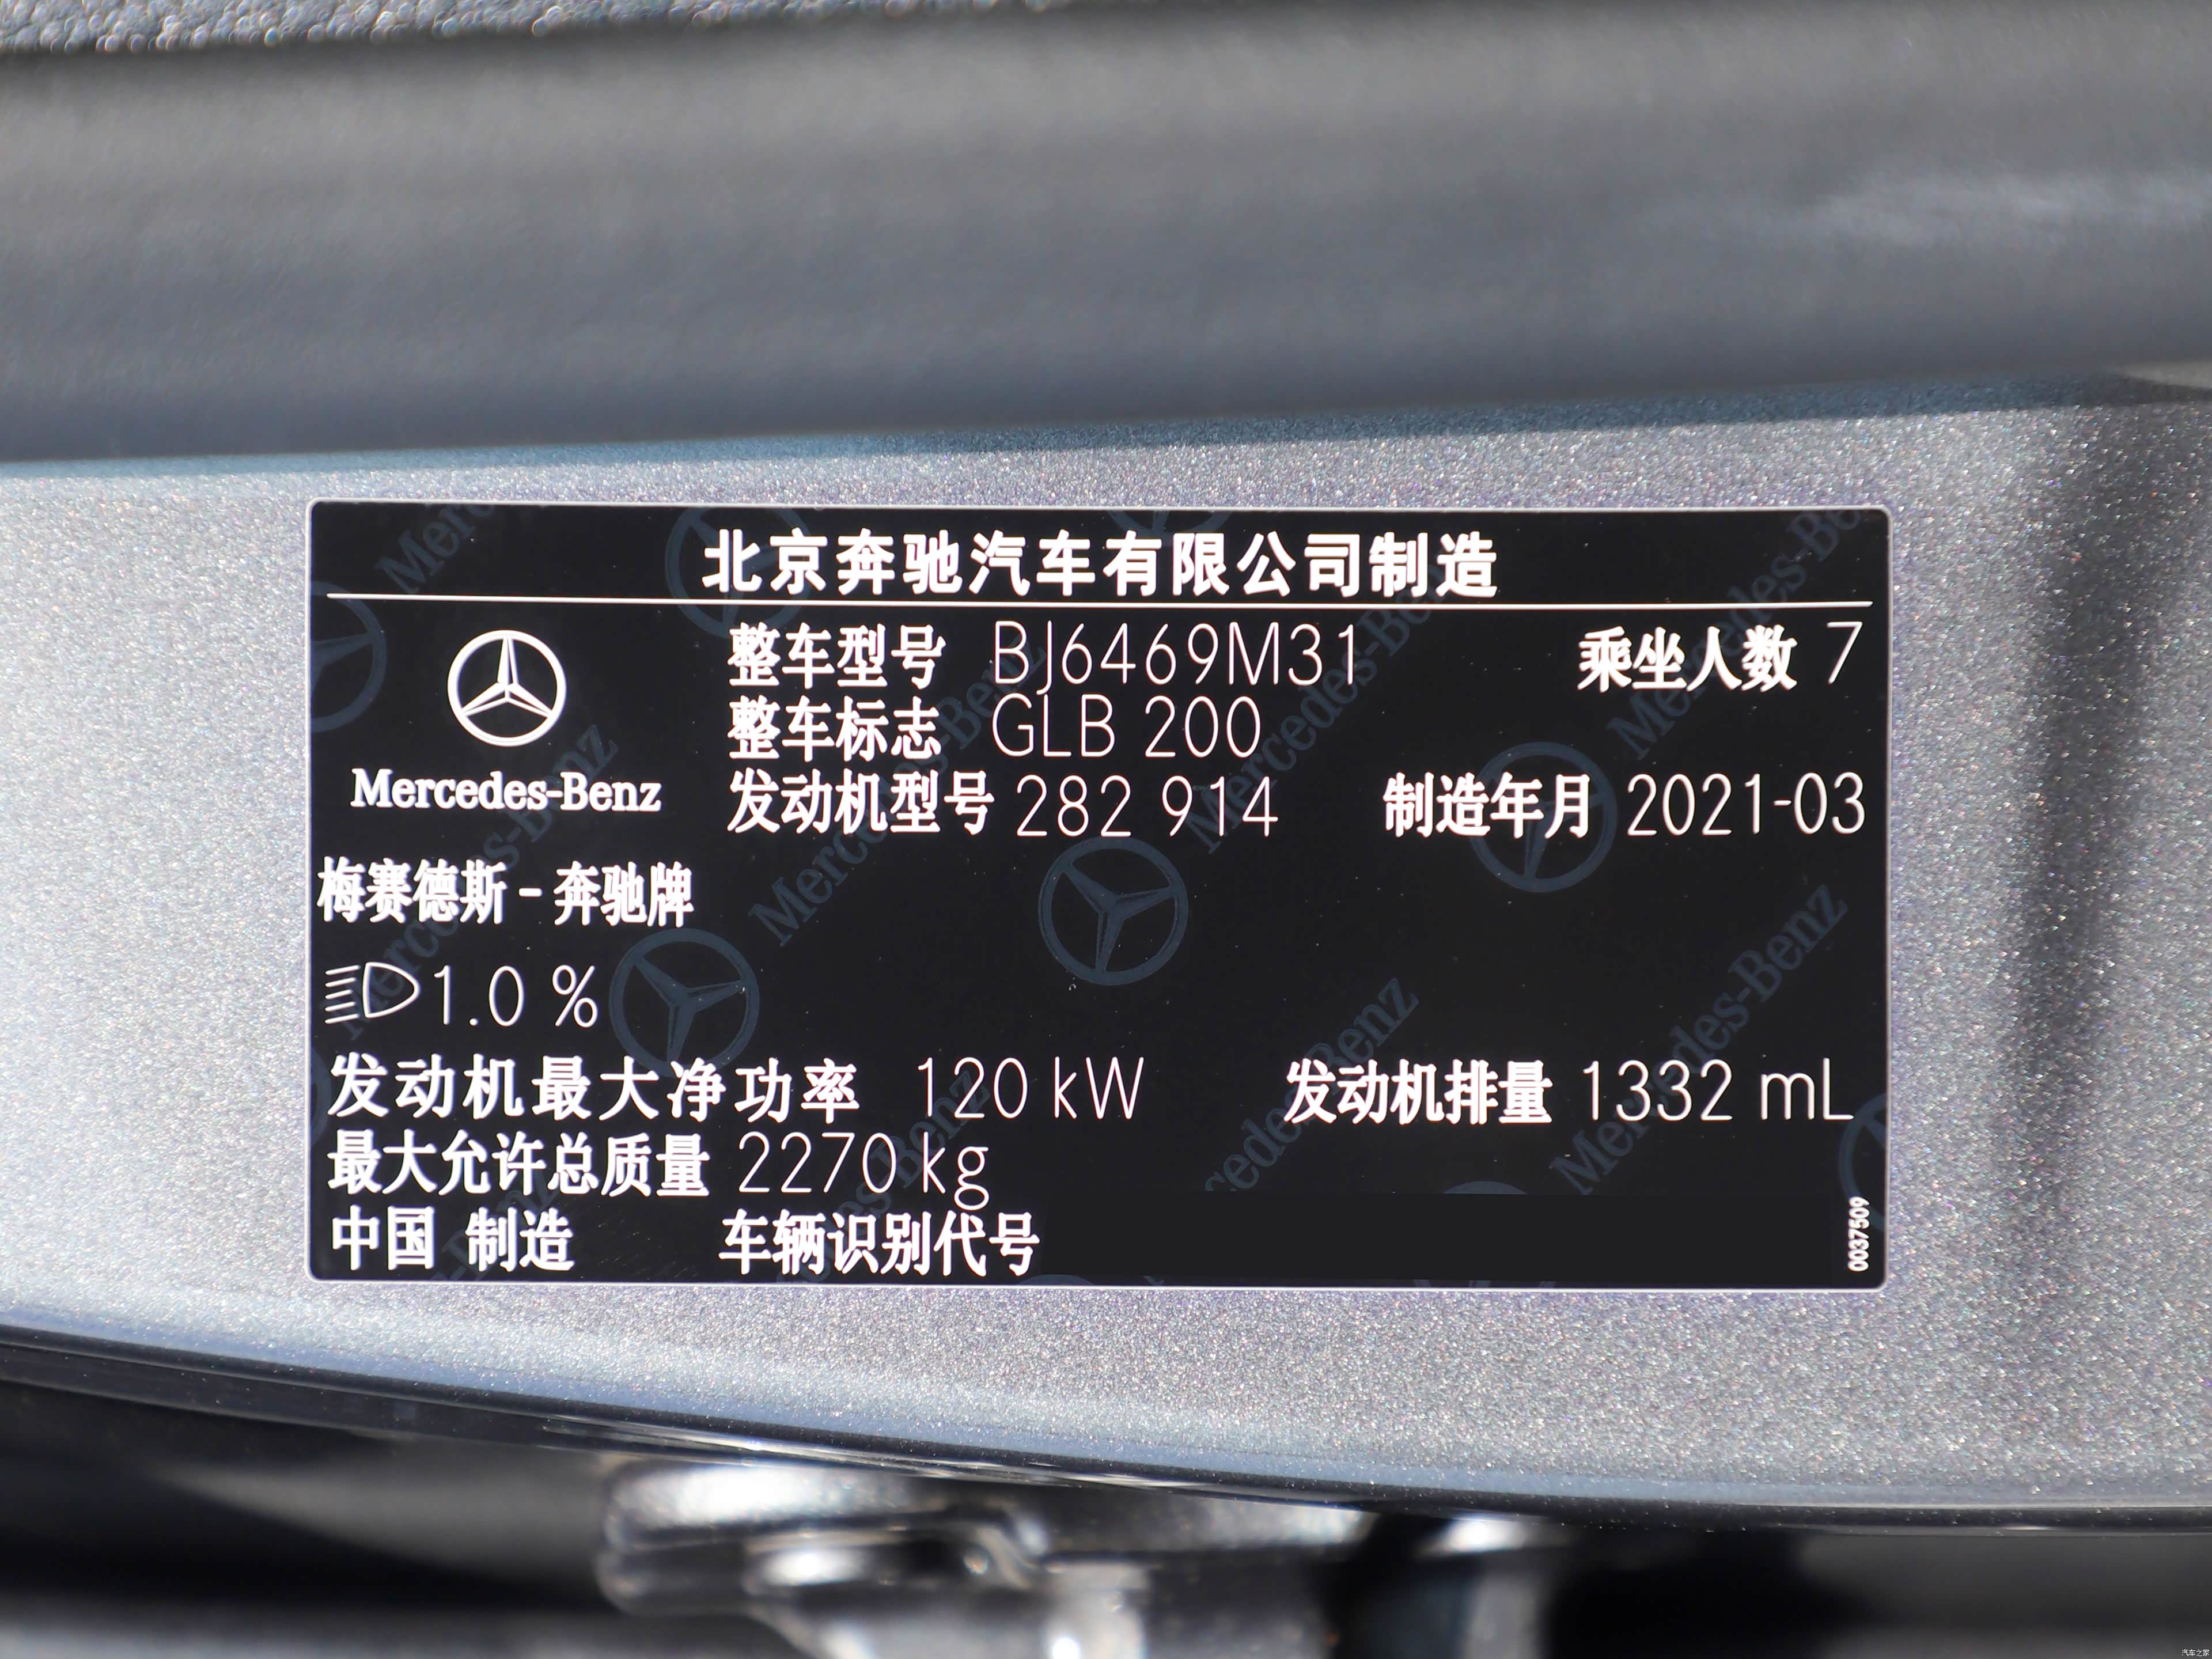 北京奔驰汽车有限公司制造
整车型号 BJ6469M31 乘坐人数 7
整车标志 GLB 200
发动机型号 282 914 制造年月 2021-03
Mercedes-Benz
梅赛德斯-奔驰牌
1.0 %
发动机最大净功率 120 kW 发动机排量 1332 mL
最大允许总质量 2270 kg
中国 制造 车辆识别代号
0037509
汽车之家